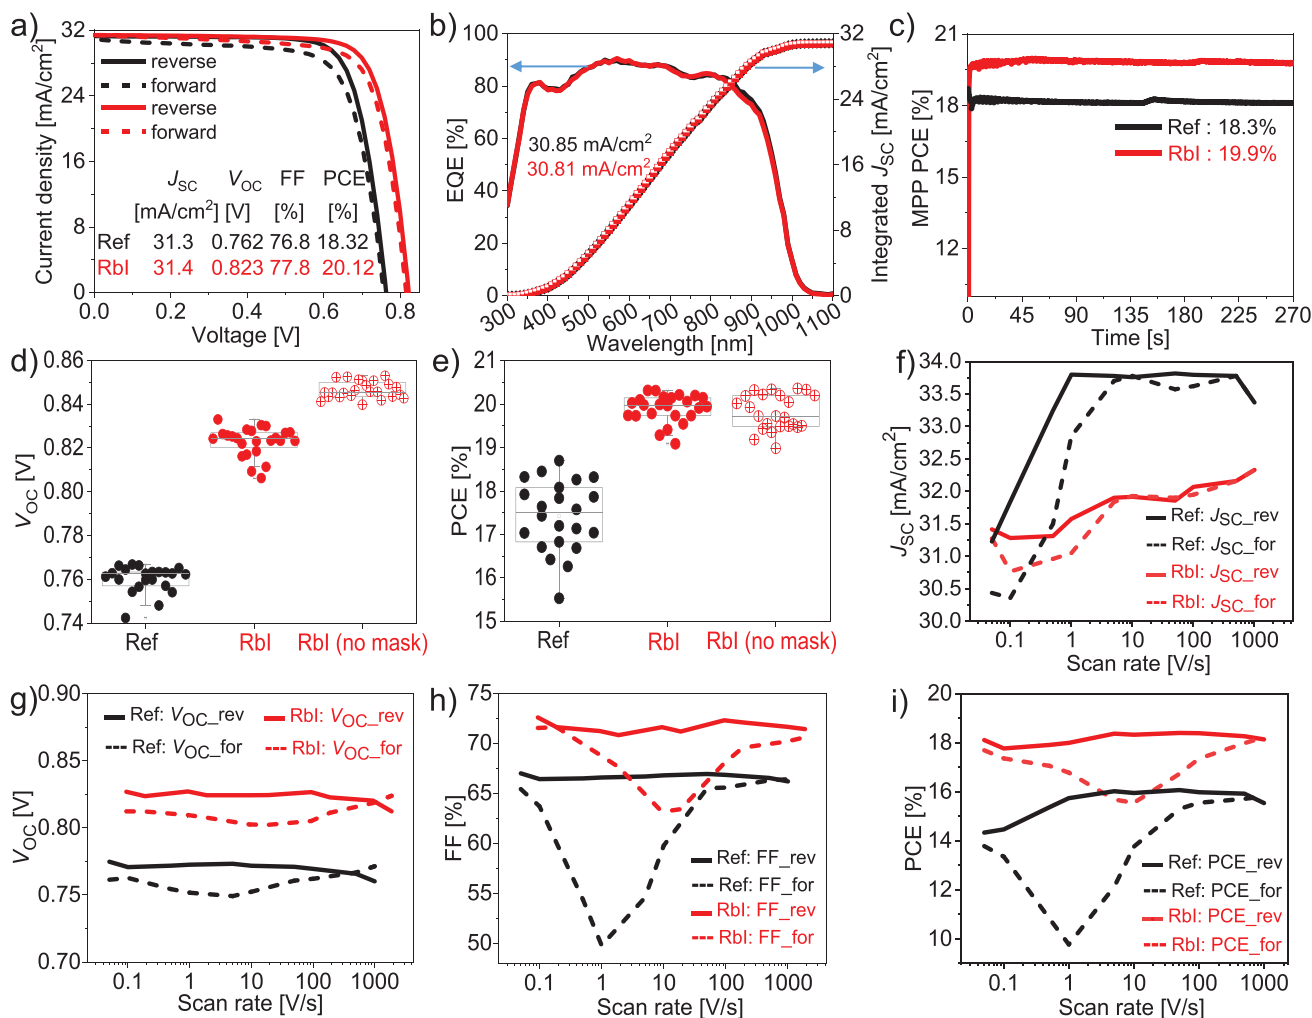 a)
Current density [mA/cm²]
32
24
16
8
0
reverse
forward
reverse
forward
J_SC V_OC FF PCE
[mA/cm²] [V] [%] [%]
Ref 31.3 0.762 76.8 18.32
RbI 31.4 0.823 77.8 20.12
0.0 0.2 0.4 0.6 0.8
Voltage [V]
b)
EQE [%]
100
80
60
40
20
0
30.85 mA/cm²
30.81 mA/cm²
32
24
16
8
0
Integrated J_SC [mA/cm²]
300 400 500 600 700 800 900 1000 1100
Wavelength [nm]
c)
MPP PCE [%]
21
18
15
12
Ref : 18.3%
RbI : 19.9%
0 45 90 135 180 225 270
Time [s]
d)
V_OC [V]
0.86
0.84
0.82
0.80
0.78
0.76
0.74
Ref RbI RbI (no mask)
e)
PCE [%]
21
20
19
18
17
16
15
Ref RbI RbI (no mask)
f)
J_SC [mA/cm²]
34.0
33.5
33.0
32.5
32.0
31.5
31.0
30.5
30.0
Ref: J_SC_rev
Ref: J_SC_for
RbI: J_SC_rev
RbI: J_SC_for
0.1 1 10 100 1000
Scan rate [V/s]
g)
V_OC [V]
0.90
0.85
0.80
0.75
0.70
Ref: V_OC_rev RbI: V_OC_rev
Ref: V_OC_for RbI: V_OC_for
0.1 1 10 100 1000
Scan rate [V/s]
h)
FF [%]
75
70
65
60
55
50
Ref: FF_rev
Ref: FF_for
RbI: FF_rev
RbI: FF_for
0.1 1 10 100 1000
Scan rate [V/s]
i)
PCE [%]
20
18
16
14
12
10
Ref: PCE_rev
Ref: PCE_for
RbI: PCE_rev
RbI: PCE_for
0.1 1 10 100 1000
Scan rate [V/s]